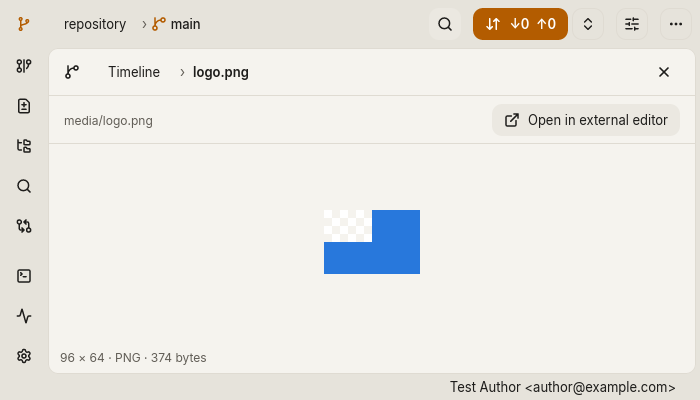 repository › main ↓0 ↑0
Timeline › logo.png
media/logo.png Open in external editor
96 × 64 · PNG · 374 bytes
Test Author <author@example.com>